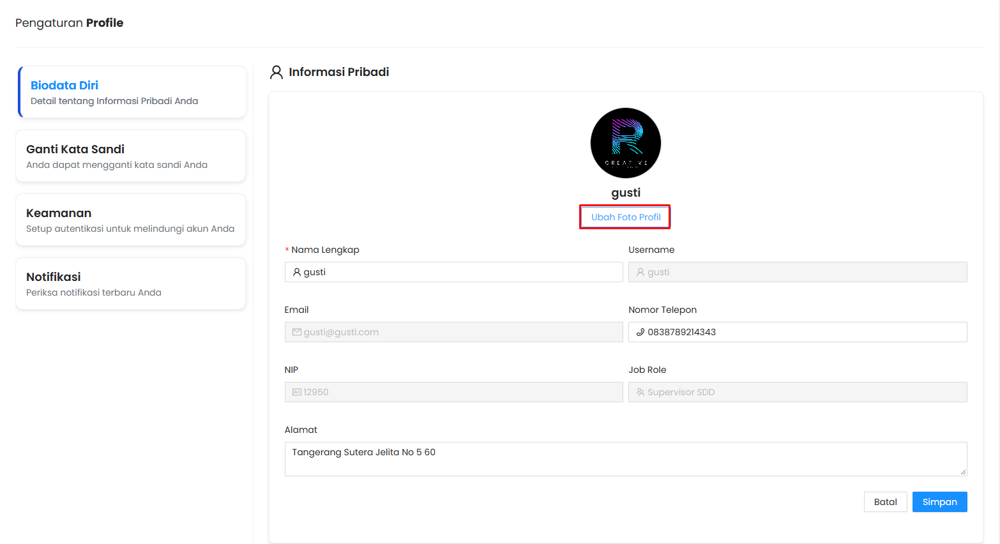 Pengaturan Profile
Biodata Diri
Detail tentang Informasi Pribadi Anda
Ganti Kata Sandi
Anda dapat mengganti kata sandi Anda
Keamanan
Setup autentikasi untuk melindungi akun Anda
Notifikasi
Periksa notifikasi terbaru Anda
Informasi Pribadi
R
CREAT VE
gusti
Ubah Foto Profil
* Nama Lengkap
gusti
Username
gusti
Email
gusti@gusti.com
Nomor Telepon
0838789214343
NIP
12950
Job Role
Supervisor SDD
Alamat
Tangerang Sutera Jelita No 5 60
Batal
Simpan